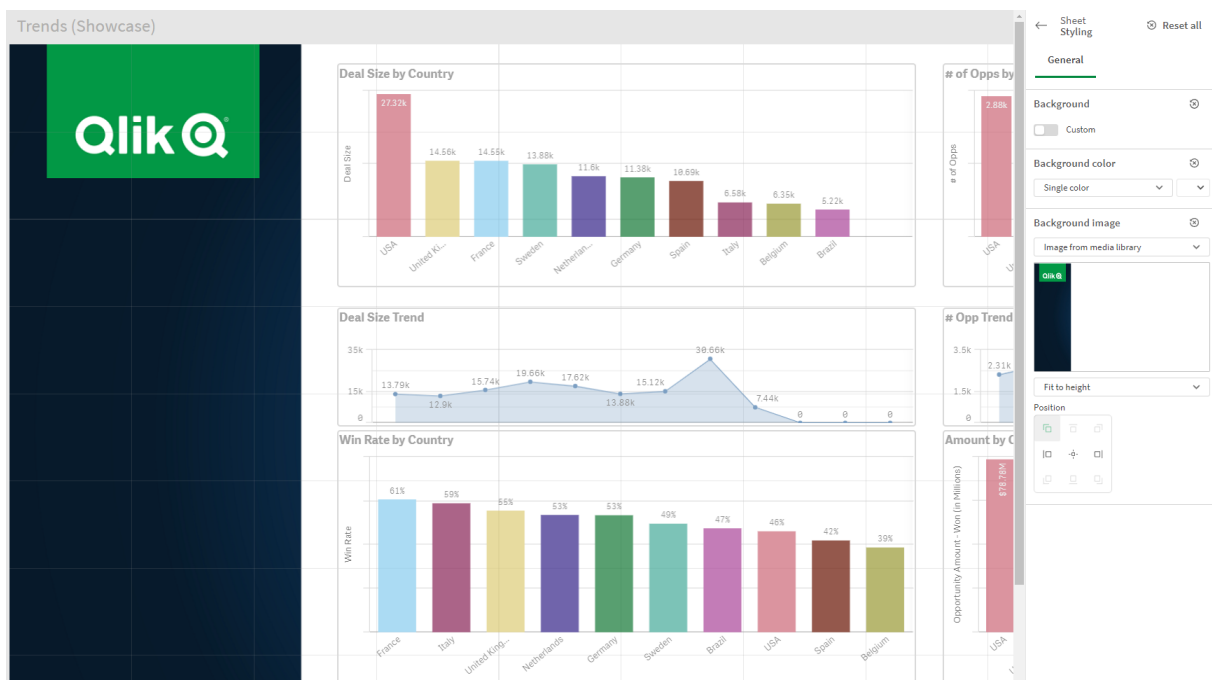 Trends (Showcase)
Qlik
Deal Size by Country
Deal Size
27.32k
14.56k
14.55k
13.88k
11.6k
11.38k
10.69k
6.58k
6.35k
5.22k
USA
United Ki...
France
Sweden
Netherlan...
Germany
Spain
Italy
Belgium
Brazil
# of Opps by
# of Opps
2.88k
USA
Deal Size Trend
35k
15k
0
13.79k
12.9k
15.74k
19.66k
17.62k
13.88k
15.12k
30.66k
7.44k
0
0
0
# Opp Trend
3.5k
1.5k
0
2.31k
Win Rate by Country
Win Rate
61%
59%
55%
53%
53%
49%
47%
46%
42%
39%
France
Italy
United King...
Netherlands
Germany
Sweden
Brazil
USA
Spain
Belgium
Amount by C
Opportunity Amount - Won (in Millions)
$78.78M
USA
Sheet
Styling
Reset all
General
Background
Custom
Background color
Single color
Background image
Image from media library
Qlik
Fit to height
Position